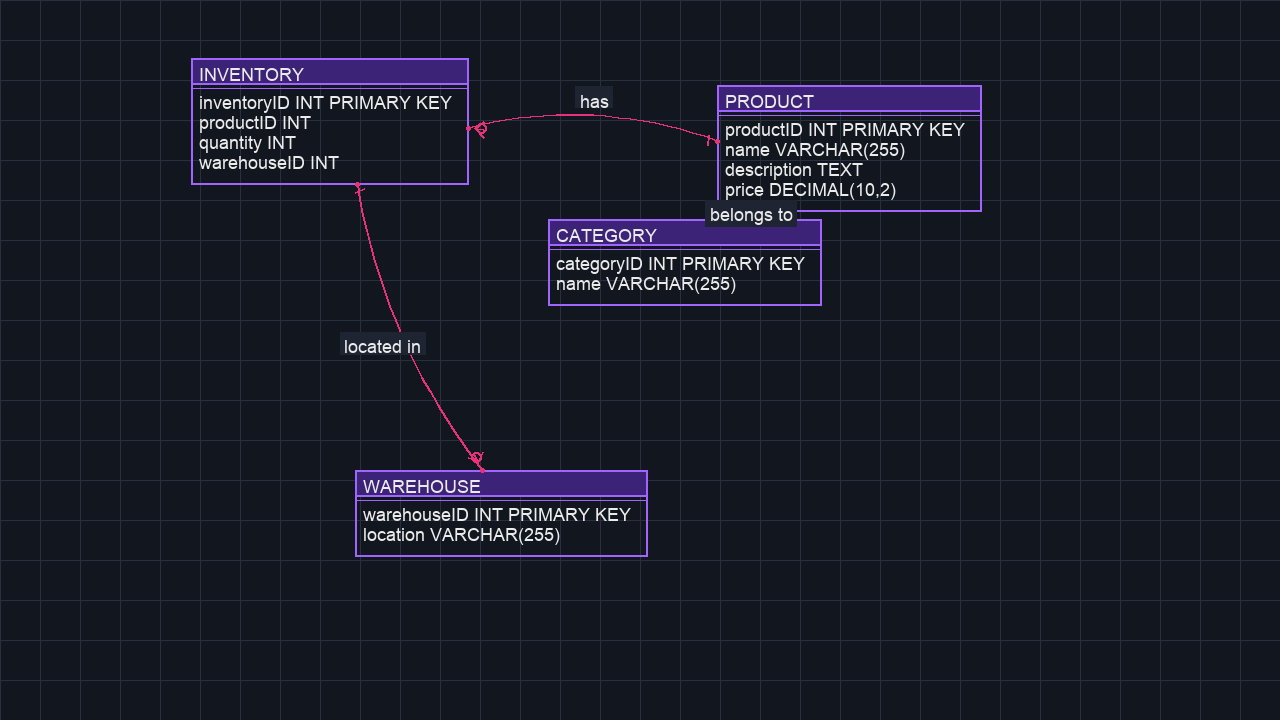 INVENTORY
inventoryID INT PRIMARY KEY
productID INT
quantity INT
warehouseID INT
has
PRODUCT
productID INT PRIMARY KEY
name VARCHAR(255)
description TEXT
price DECIMAL(10,2)
belongs to
CATEGORY
categoryID INT PRIMARY KEY
name VARCHAR(255)
located in
WAREHOUSE
warehouseID INT PRIMARY KEY
location VARCHAR(255)